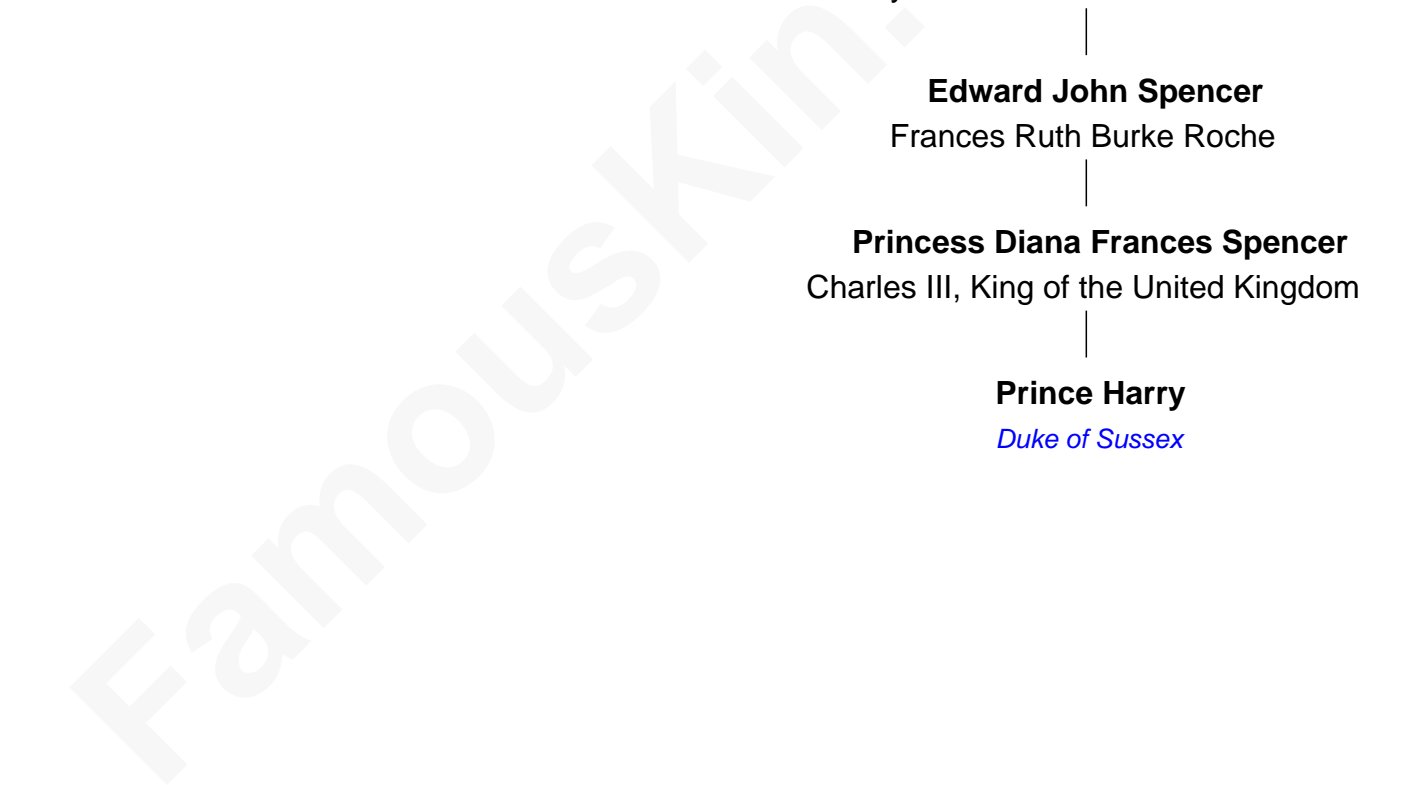 Edward John Spencer
Frances Ruth Burke Roche
Princess Diana Frances Spencer
Charles III, King of the United Kingdom
Prince Harry
Duke of Sussex
FamousKin.